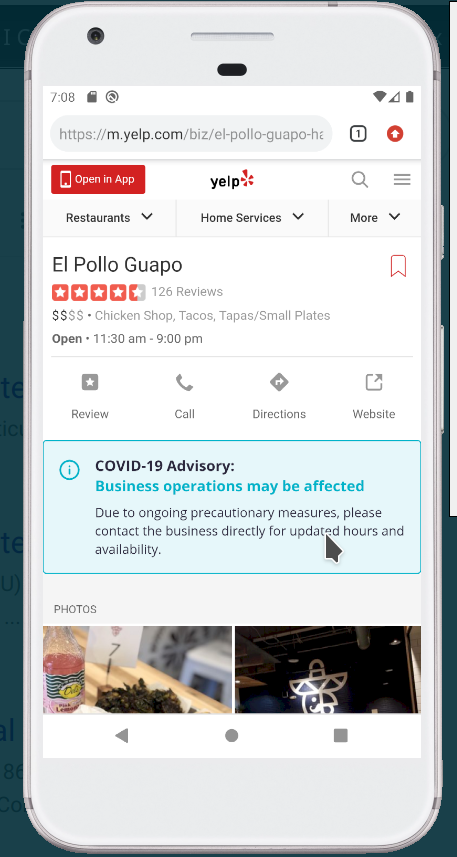 7:08
https://m.yelp.com/biz/el-pollo-guapo-ha
1
Open in App
yelp
Restaurants
Home Services
More
El Pollo Guapo
126 Reviews
$$$$ • Chicken Shop, Tacos, Tapas/Small Plates
Open • 11:30 am - 9:00 pm
Review
Call
Directions
Website
COVID-19 Advisory:
Business operations may be affected
Due to ongoing precautionary measures, please
contact the business directly for updated hours and
availability.
PHOTOS
7
Pink